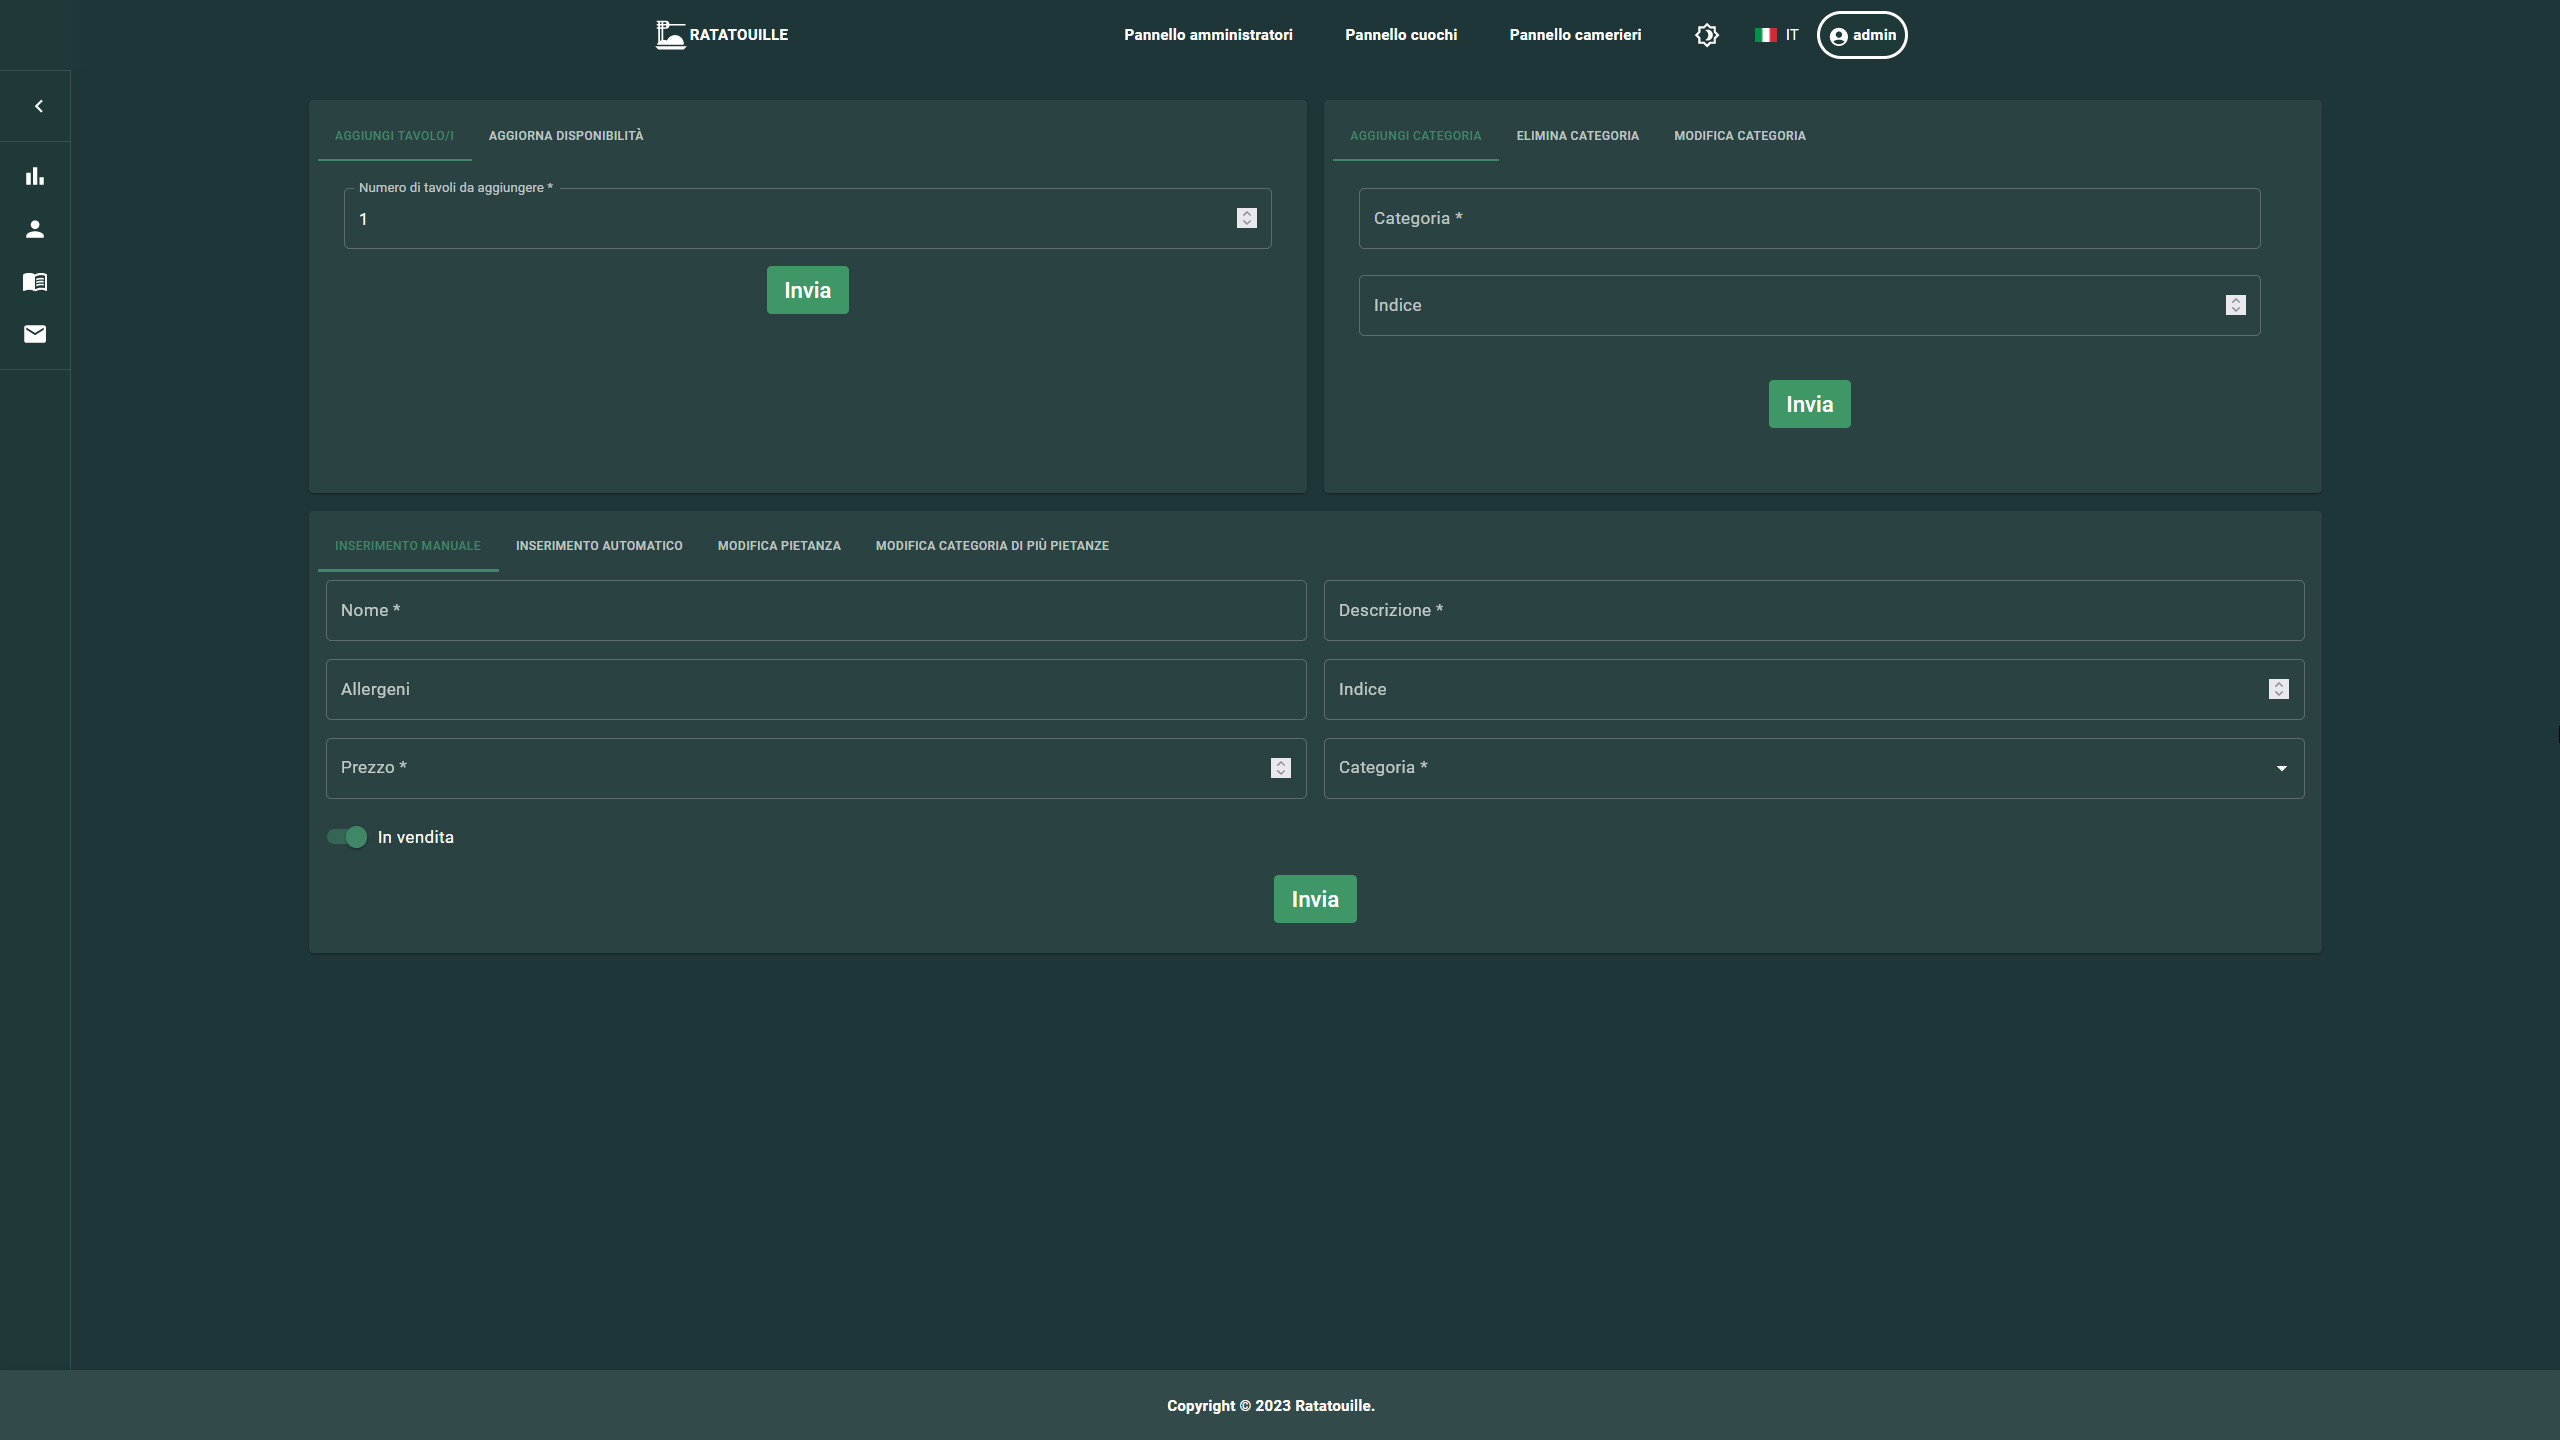 RATATOUILLE
Pannello amministratori
Pannello cuochi
Pannello camerieri
IT
admin
AGGIUNGI TAVOLO/I
AGGIORNA DISPONIBILITÀ
Numero di tavoli da aggiungere *
1
Invia
AGGIUNGI CATEGORIA
ELIMINA CATEGORIA
MODIFICA CATEGORIA
Categoria *
Indice
Invia
INSERIMENTO MANUALE
INSERIMENTO AUTOMATICO
MODIFICA PIETANZA
MODIFICA CATEGORIA DI PIÙ PIETANZE
Nome *
Descrizione *
Allergeni
Indice
Prezzo *
Categoria *
In vendita
Invia
Copyright © 2023 Ratatouille.